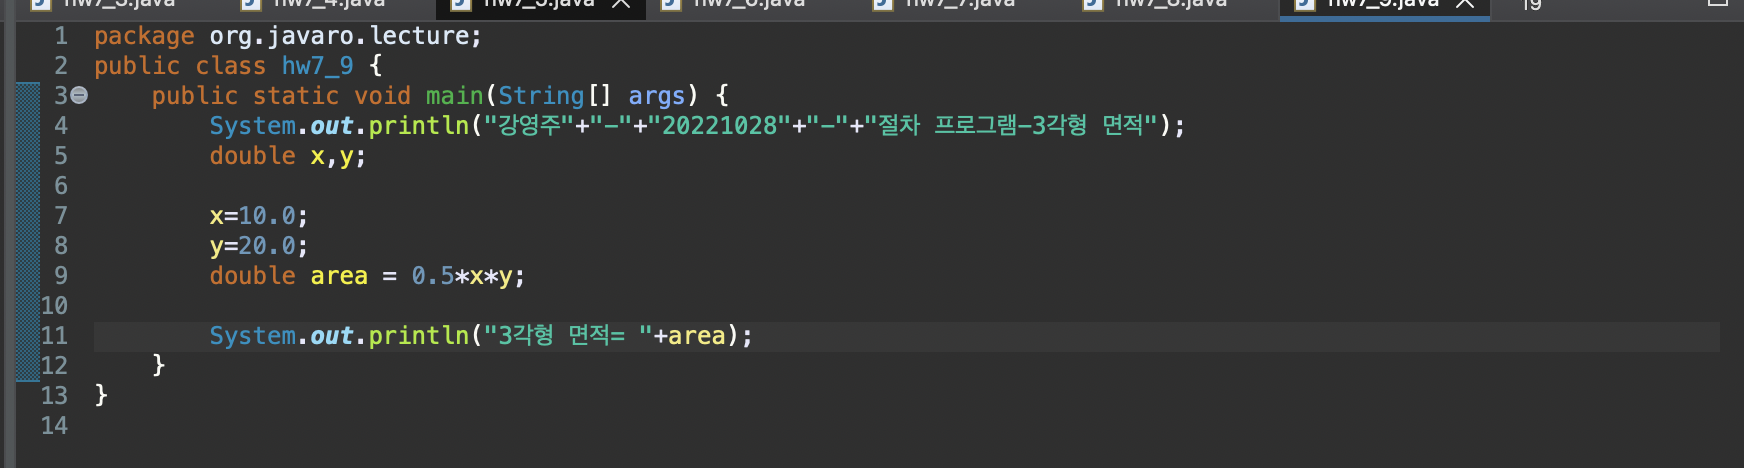 hw7_3.java hw7_4.java hw7_5.java hw7_6.java hw7_7.java hw7_8.java hw7_9.java 19
1 package org.javaro.lecture;
2 public class hw7_9 {
3 public static void main(String[] args) {
4 System.out.println("강영주"+"-"+"20221028"+"-"+"절차 프로그램-3각형 면적");
5 double x,y;
6
7 x=10.0;
8 y=20.0;
9 double area = 0.5*x*y;
10
11 System.out.println("3각형 면적= "+area);
12 }
13 }
14